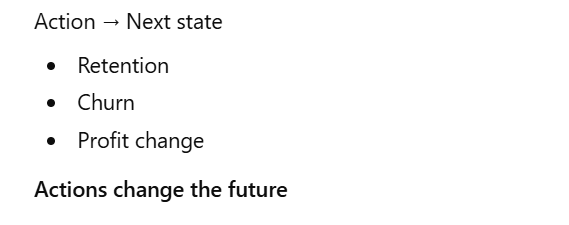 Action → Next state
• Retention
• Churn
• Profit change
Actions change the future